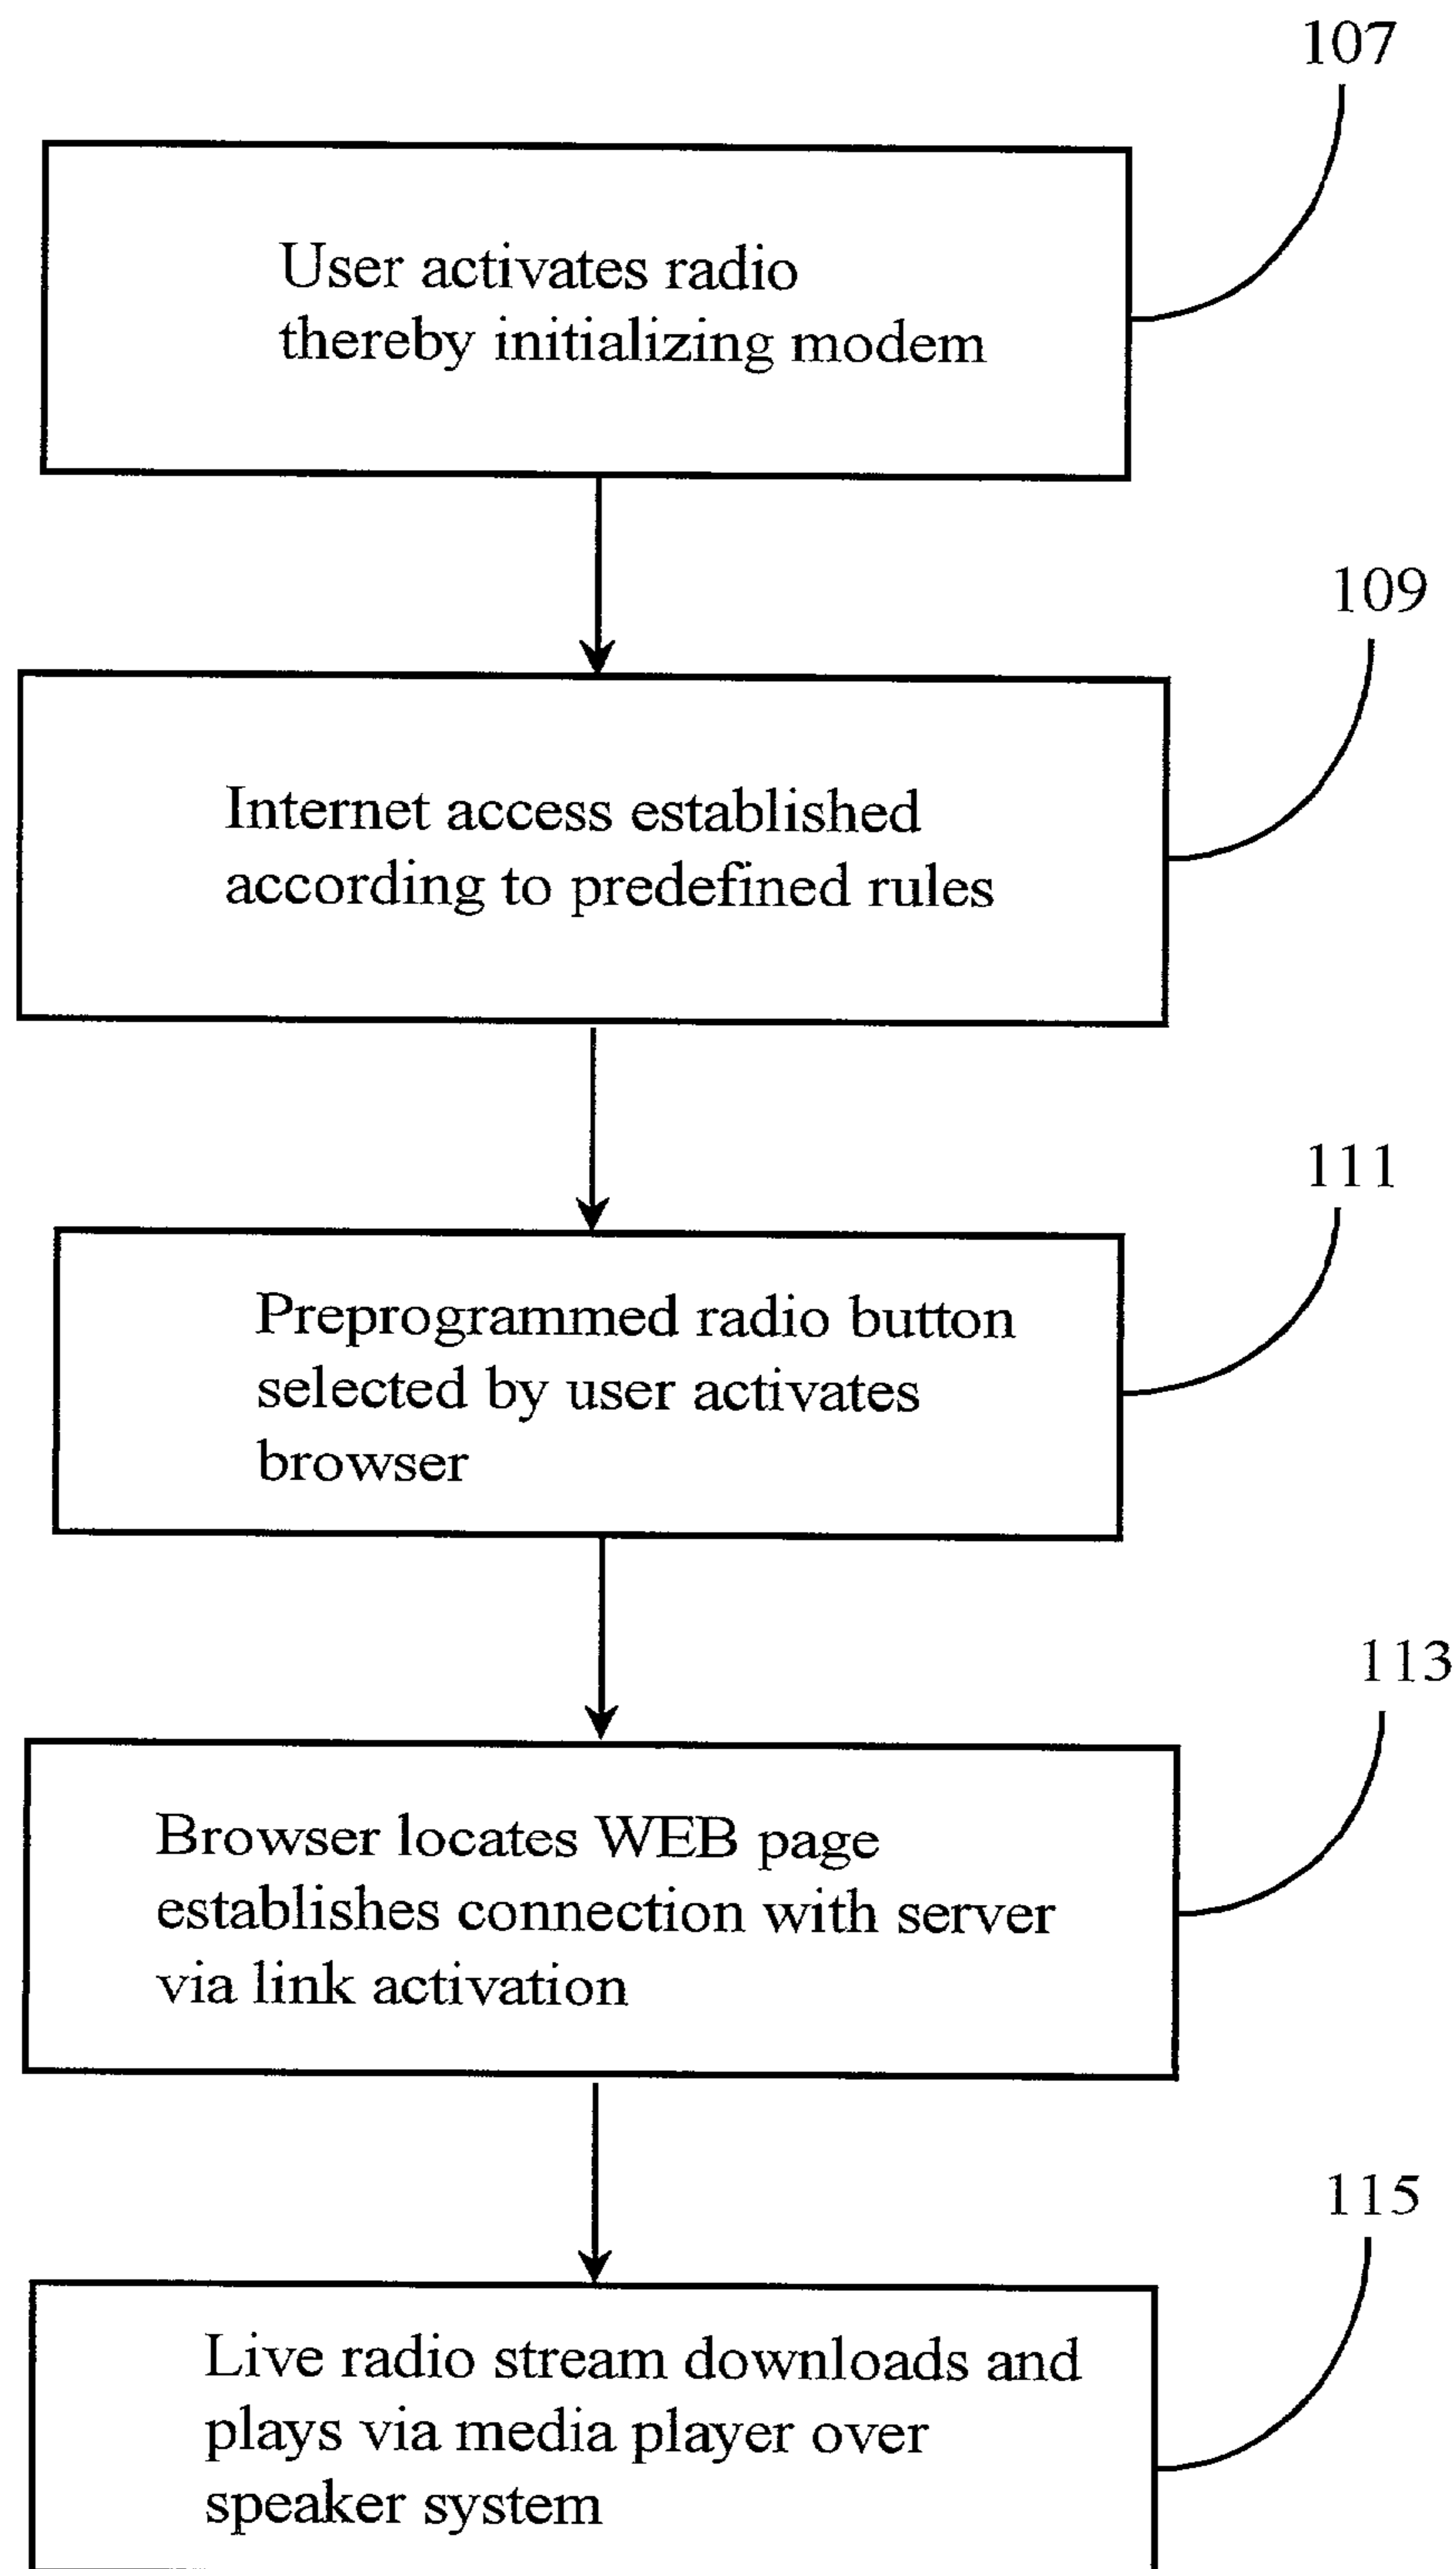 107
User activates radio
thereby initializing modem
109
Internet access established
according to predefined rules
111
Preprogrammed radio button
selected by user activates
browser
113
Browser locates WEB page
establishes connection with server
via link activation
115
Live radio stream downloads and
plays via media player over
speaker system